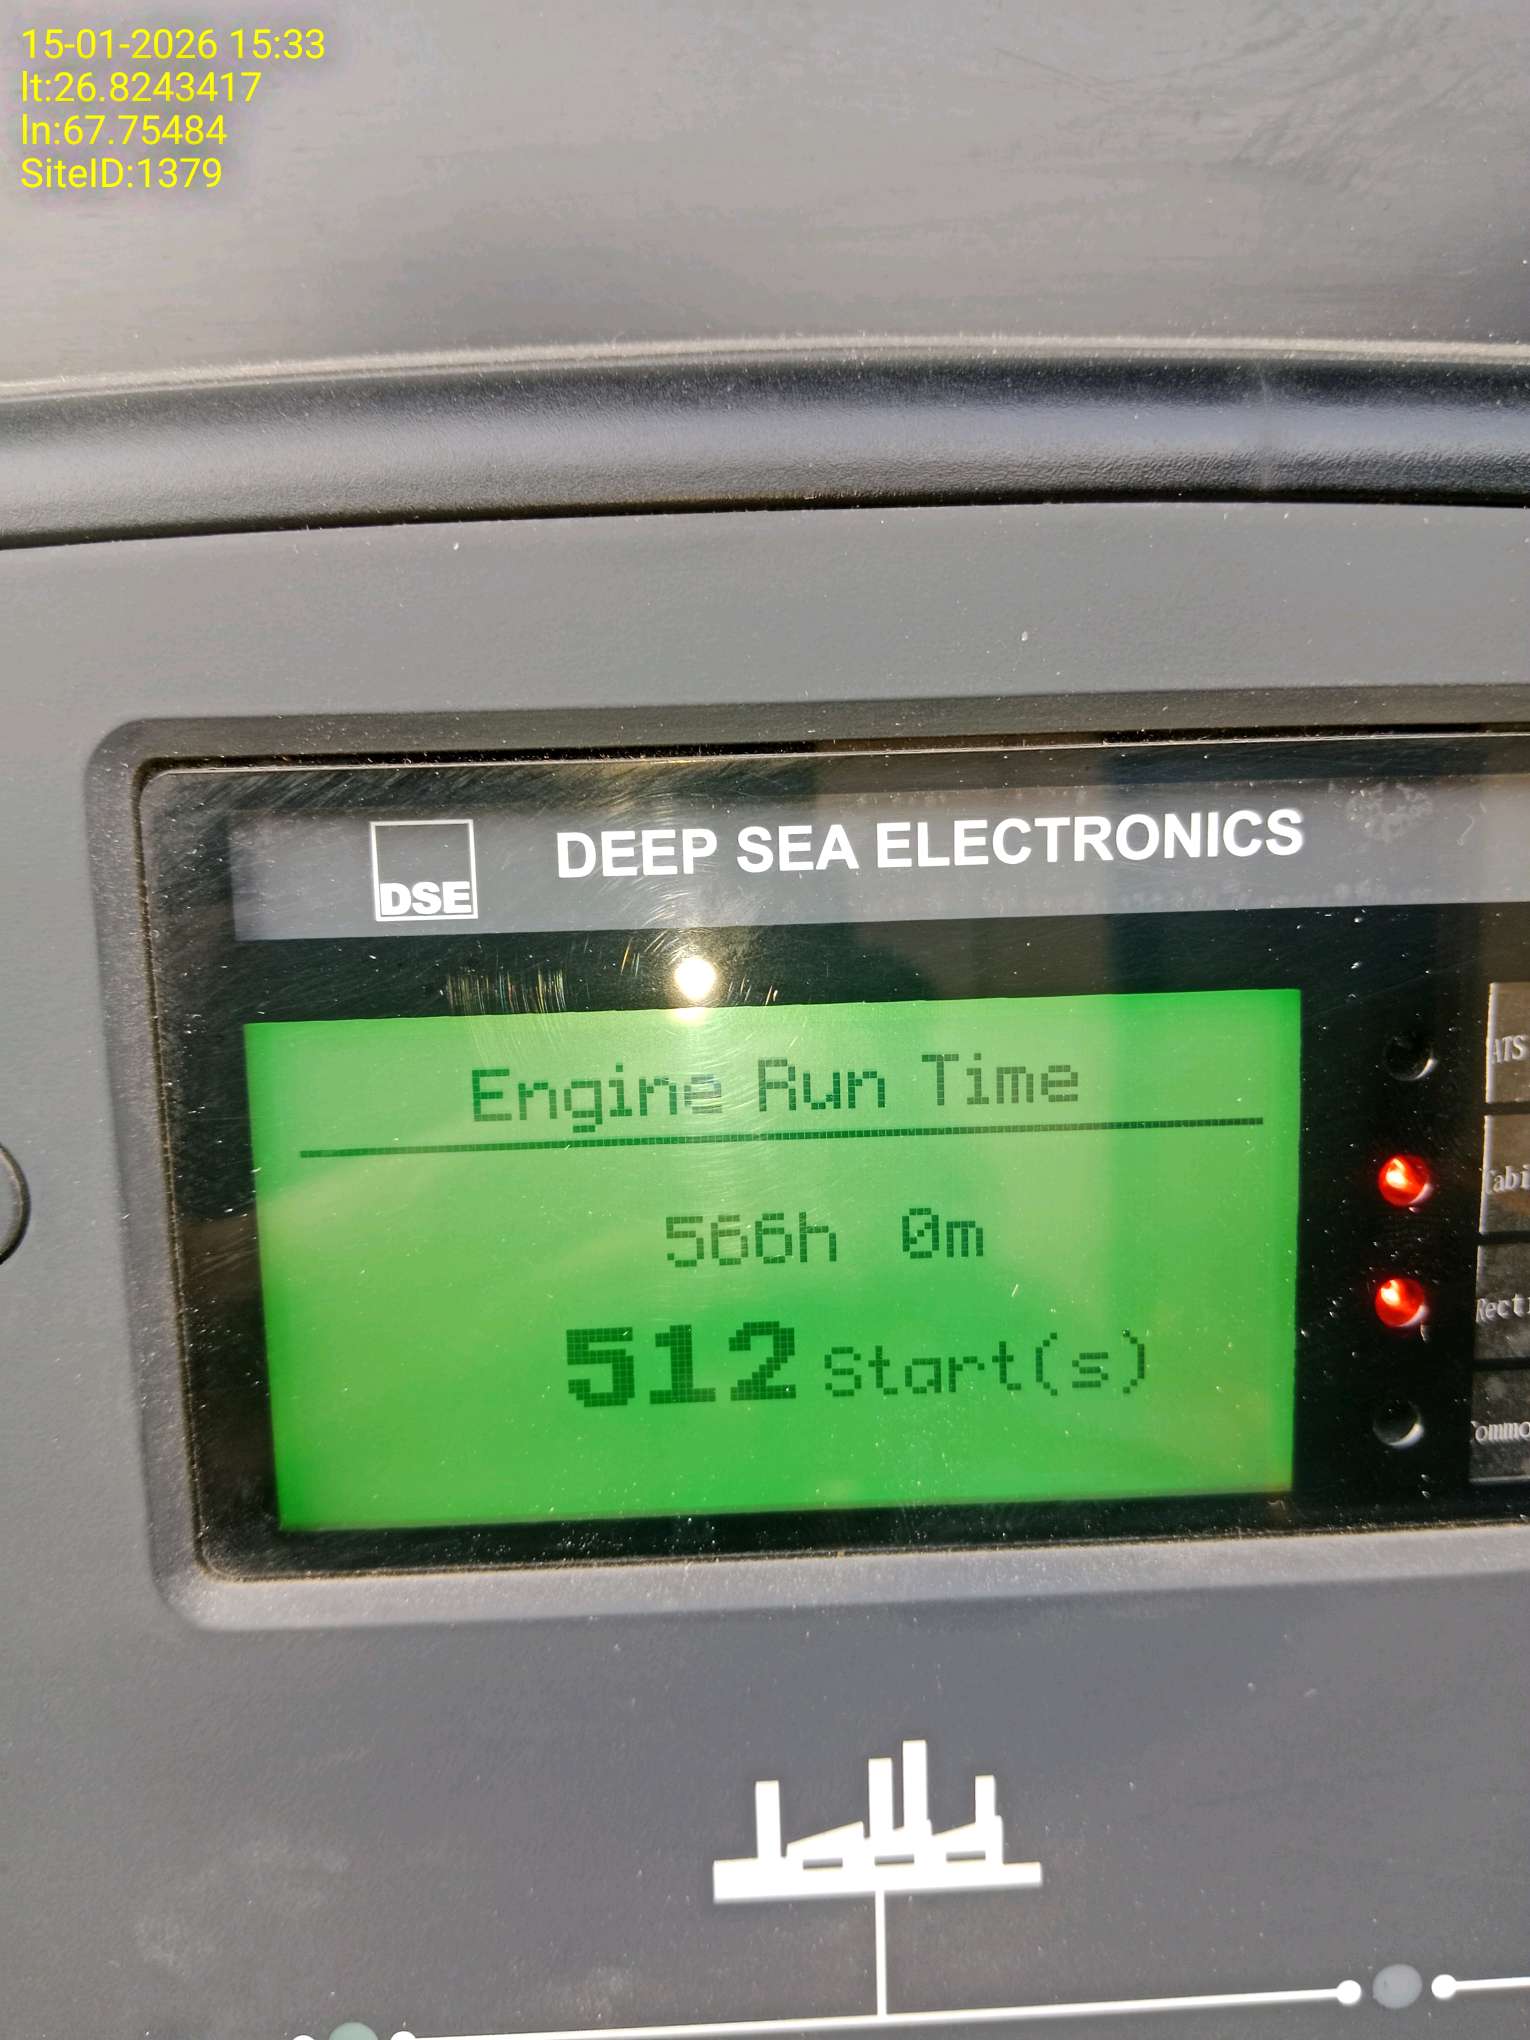 15-01-2026 15:33
lt:26.8243417
ln:67.75484
SiteID:1379
DSE
DEEP SEA ELECTRONICS
Engine Run Time
566h 0m
512 Start(s)
ATS